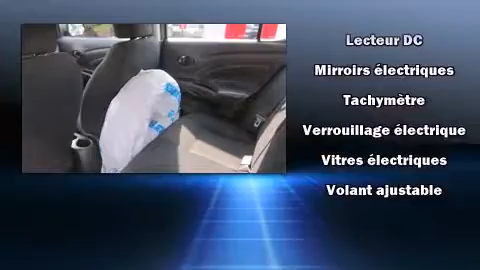 Lecteur DC
Mirroirs électriques
Tachymètre
Verrouillage électrique
Vitres électriques
Volant ajustable